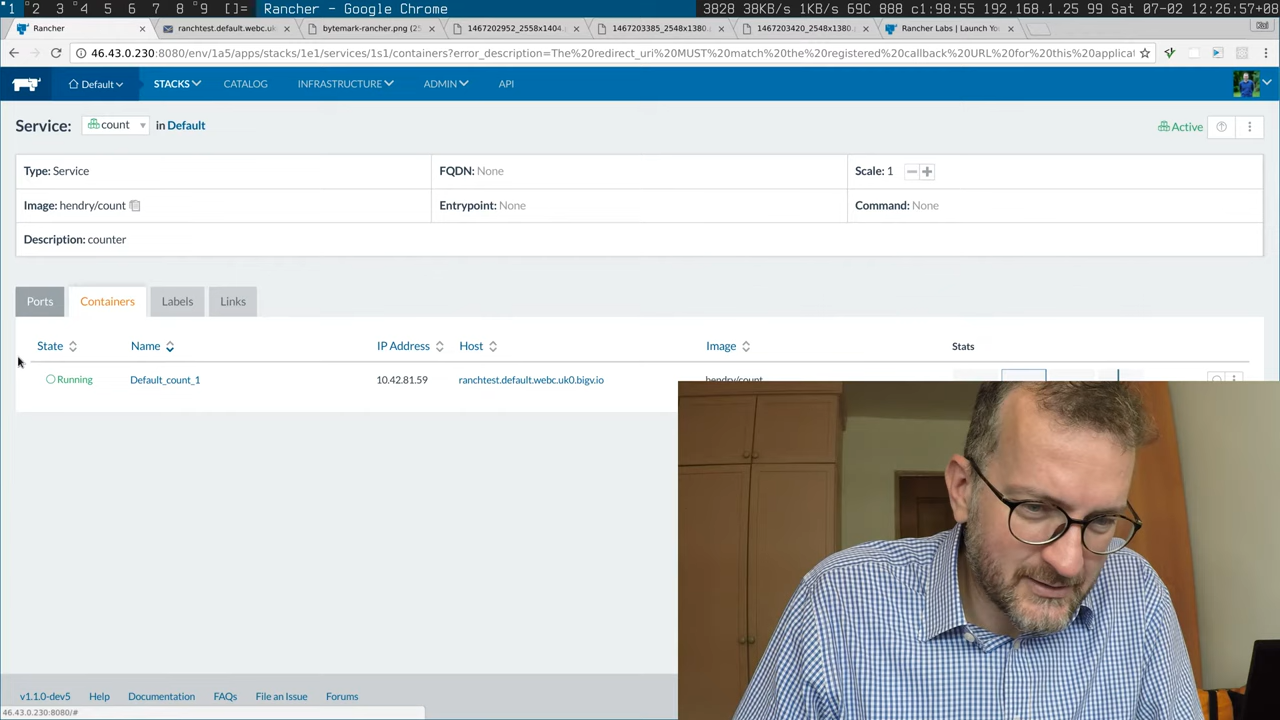 1 2 3 4 5 6 7 8 9 []= Rancher - Google Chrome 3828 38KB/s 1KB/s 69C 888 c1:98:55 192.168.1.25 99 Sat 07-02 12:26:57+08
Rancher ranchtest.default.webc.uk bytemark-rancher.png (25 1467202952_2558x1404. 1467203385_2548x1380. 1467203420_2548x1380. Rancher Labs | Launch Yo
46.43.0.230:8080/env/1a5/apps/stacks/1e1/services/1s1/containers?error_description=The%20redirect_uri%20MUST%20match%20the%20registered%20callback%20URL%20for%20this%20applicat
Default STACKS CATALOG INFRASTRUCTURE ADMIN API
Service: count in Default Active
Type: Service FQDN: None Scale: 1
Image: hendry/count Entrypoint: None Command: None
Description: counter
Ports Containers Labels Links
State Name IP Address Host Image Stats
Running Default_count_1 10.42.81.59 ranchtest.default.webc.uk0.bigv.io hendry/count
v1.1.0-dev5 Help Documentation FAQs File an Issue Forums
46.43.0.230:8080/#